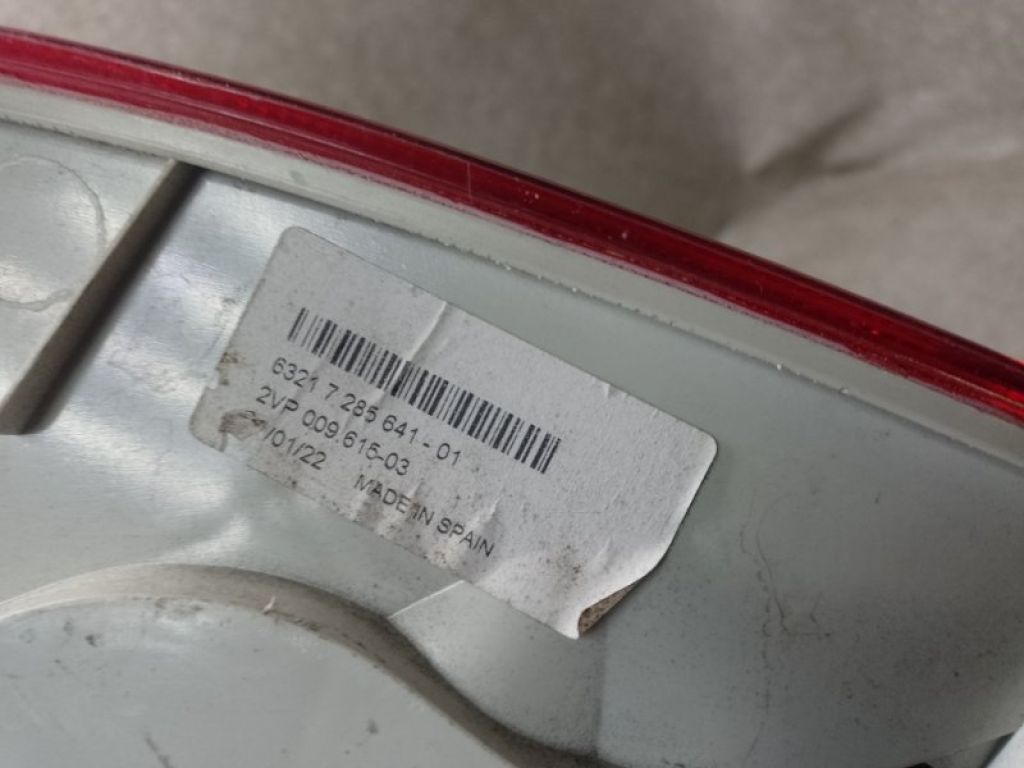 6321 7 285 641 - 01
2VP 009.615-03
/01/22 MADE IN SPAIN